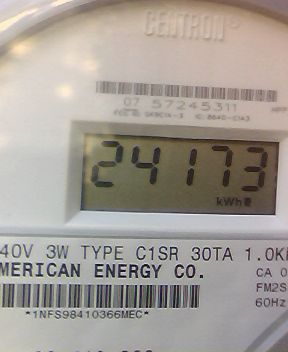 CENTRON®
07 57245311
24173
kWh
40V 3W TYPE C1SR 30TA 1.0K
MERICAN ENERGY CO.
CA 0
FM2S
60Hz
*1NFS98410366MEC*